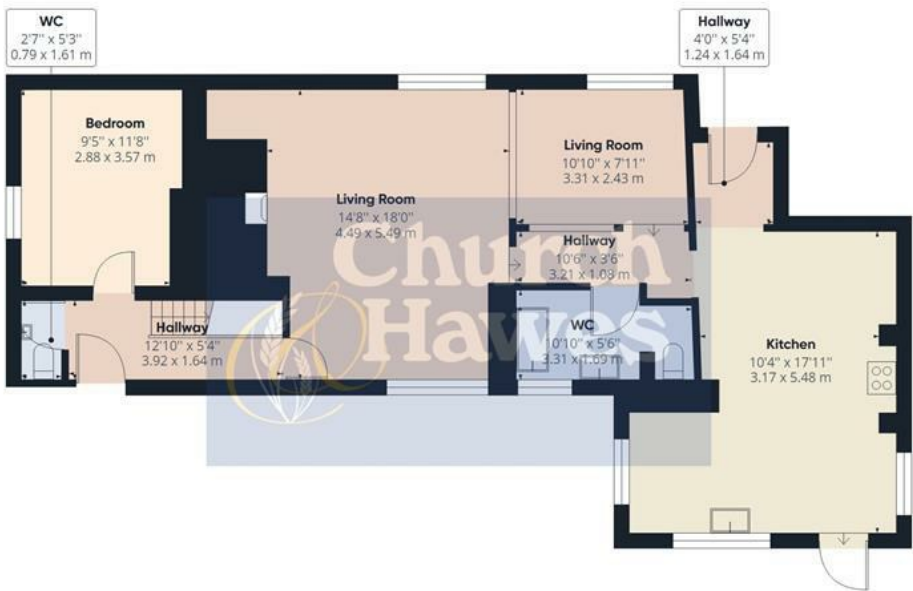 WC
2'7" x 5'3"
0.79 x 1.61 m
Hallway
4'0" x 5'4"
1.24 x 1.64 m
Bedroom
9'5" x 11'8"
2.88 x 3.57 m
Living Room
14'8" x 18'0"
4.49 x 5.49 m
Living Room
10'10" x 7'11"
3.31 x 2.43 m
Hallway
10'6" x 3'6"
3.21 x 1.08 m
Church
& Hawes
Hallway
12'10" x 5'4"
3.92 x 1.64 m
WC
10'10" x 5'6"
3.31 x 1.69 m
Kitchen
10'4" x 17'11"
3.17 x 5.48 m